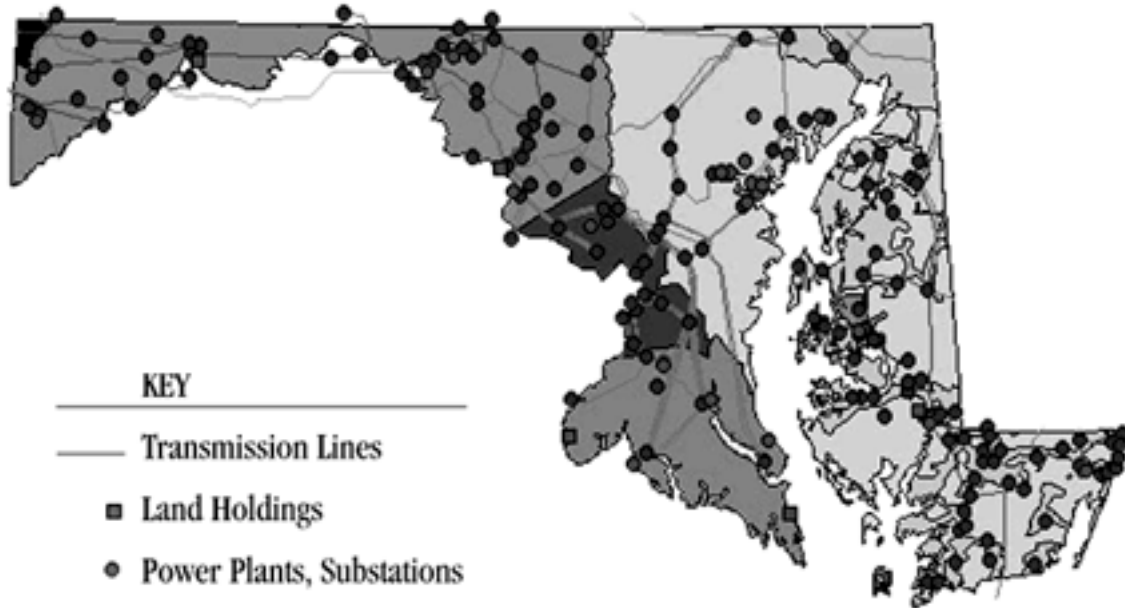 KEY
Transmission Lines
Land Holdings
Power Plants, Substations